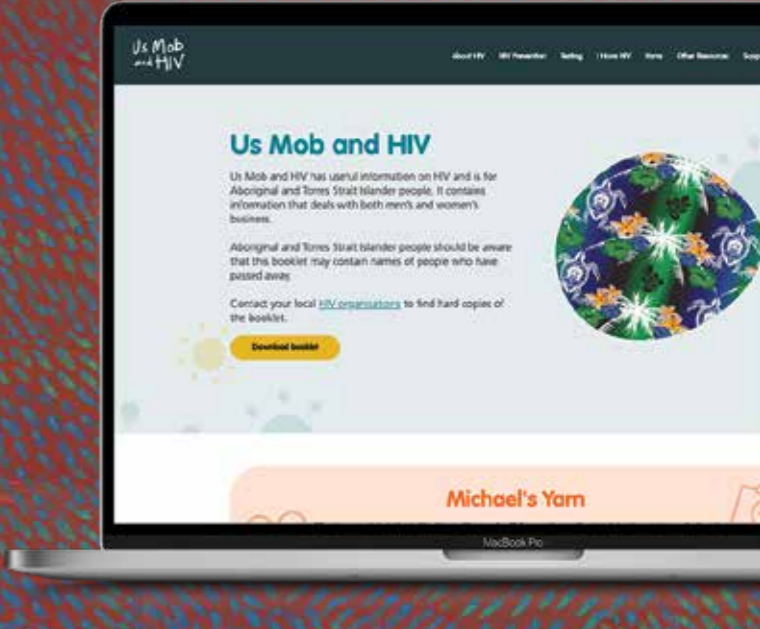 Us Mob
and HIV
About HIV HIV Prevention Testing I Have HIV Home Other Resources
Us Mob and HIV
Us Mob and HIV has useful information on HIV and is for
Aboriginal and Torres Strait Islander people. It contains
information that deals with both men's and women's
business.
Aboriginal and Torres Strait Islander people should be aware
that this booklet may contain names of people who have
passed away.
Contact your local HIV organisations to find hard copies of
the booklet.
Download booklet
Michael's Yarn
MacBook Pro